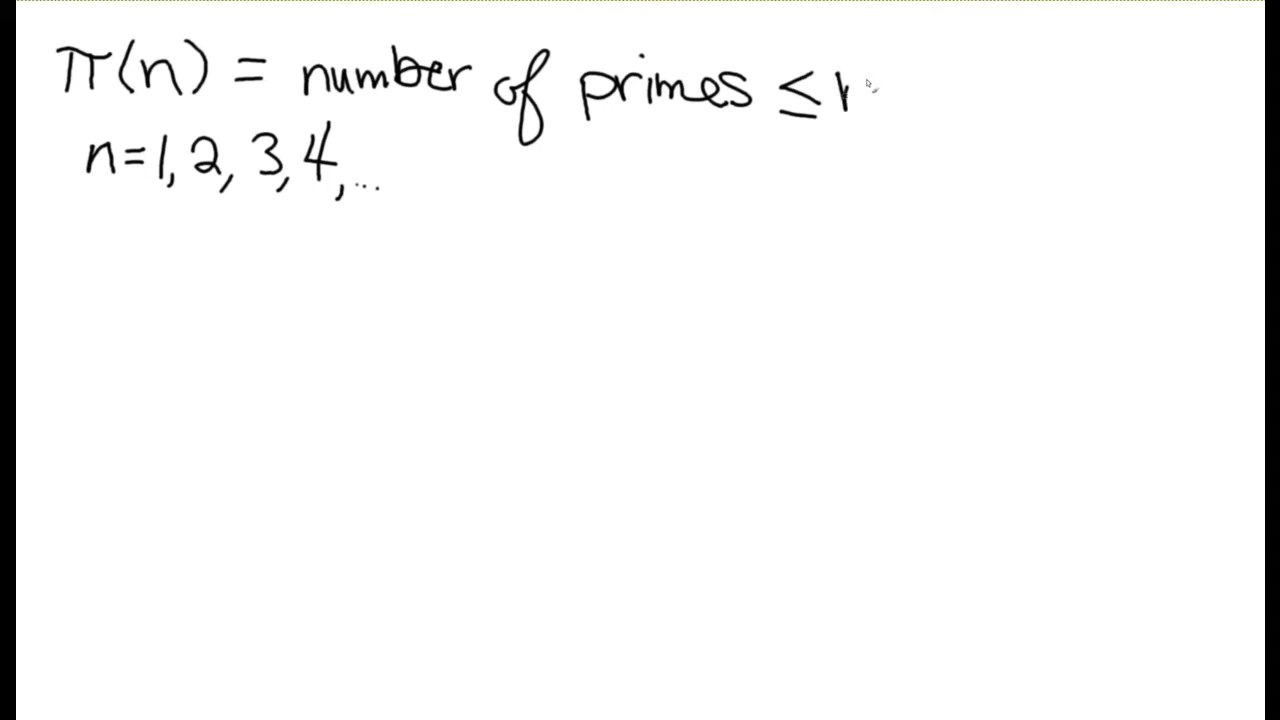 π(n) = number of primes ≤
n=1, 2, 3, 4, ...